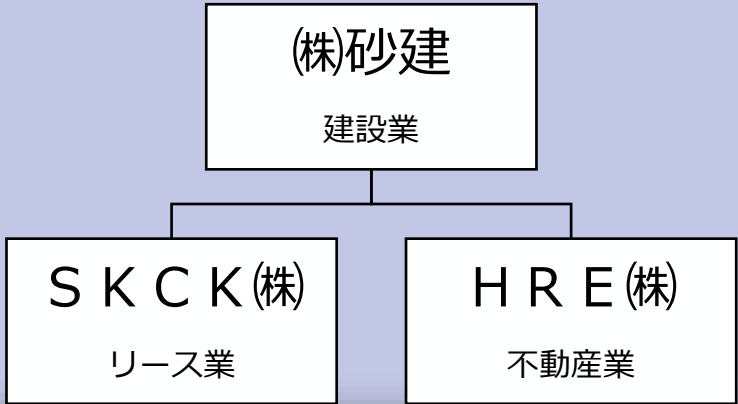 ㈱砂建
建設業
ＳＫＣＫ㈱
リース業
ＨＲＥ㈱
不動産業